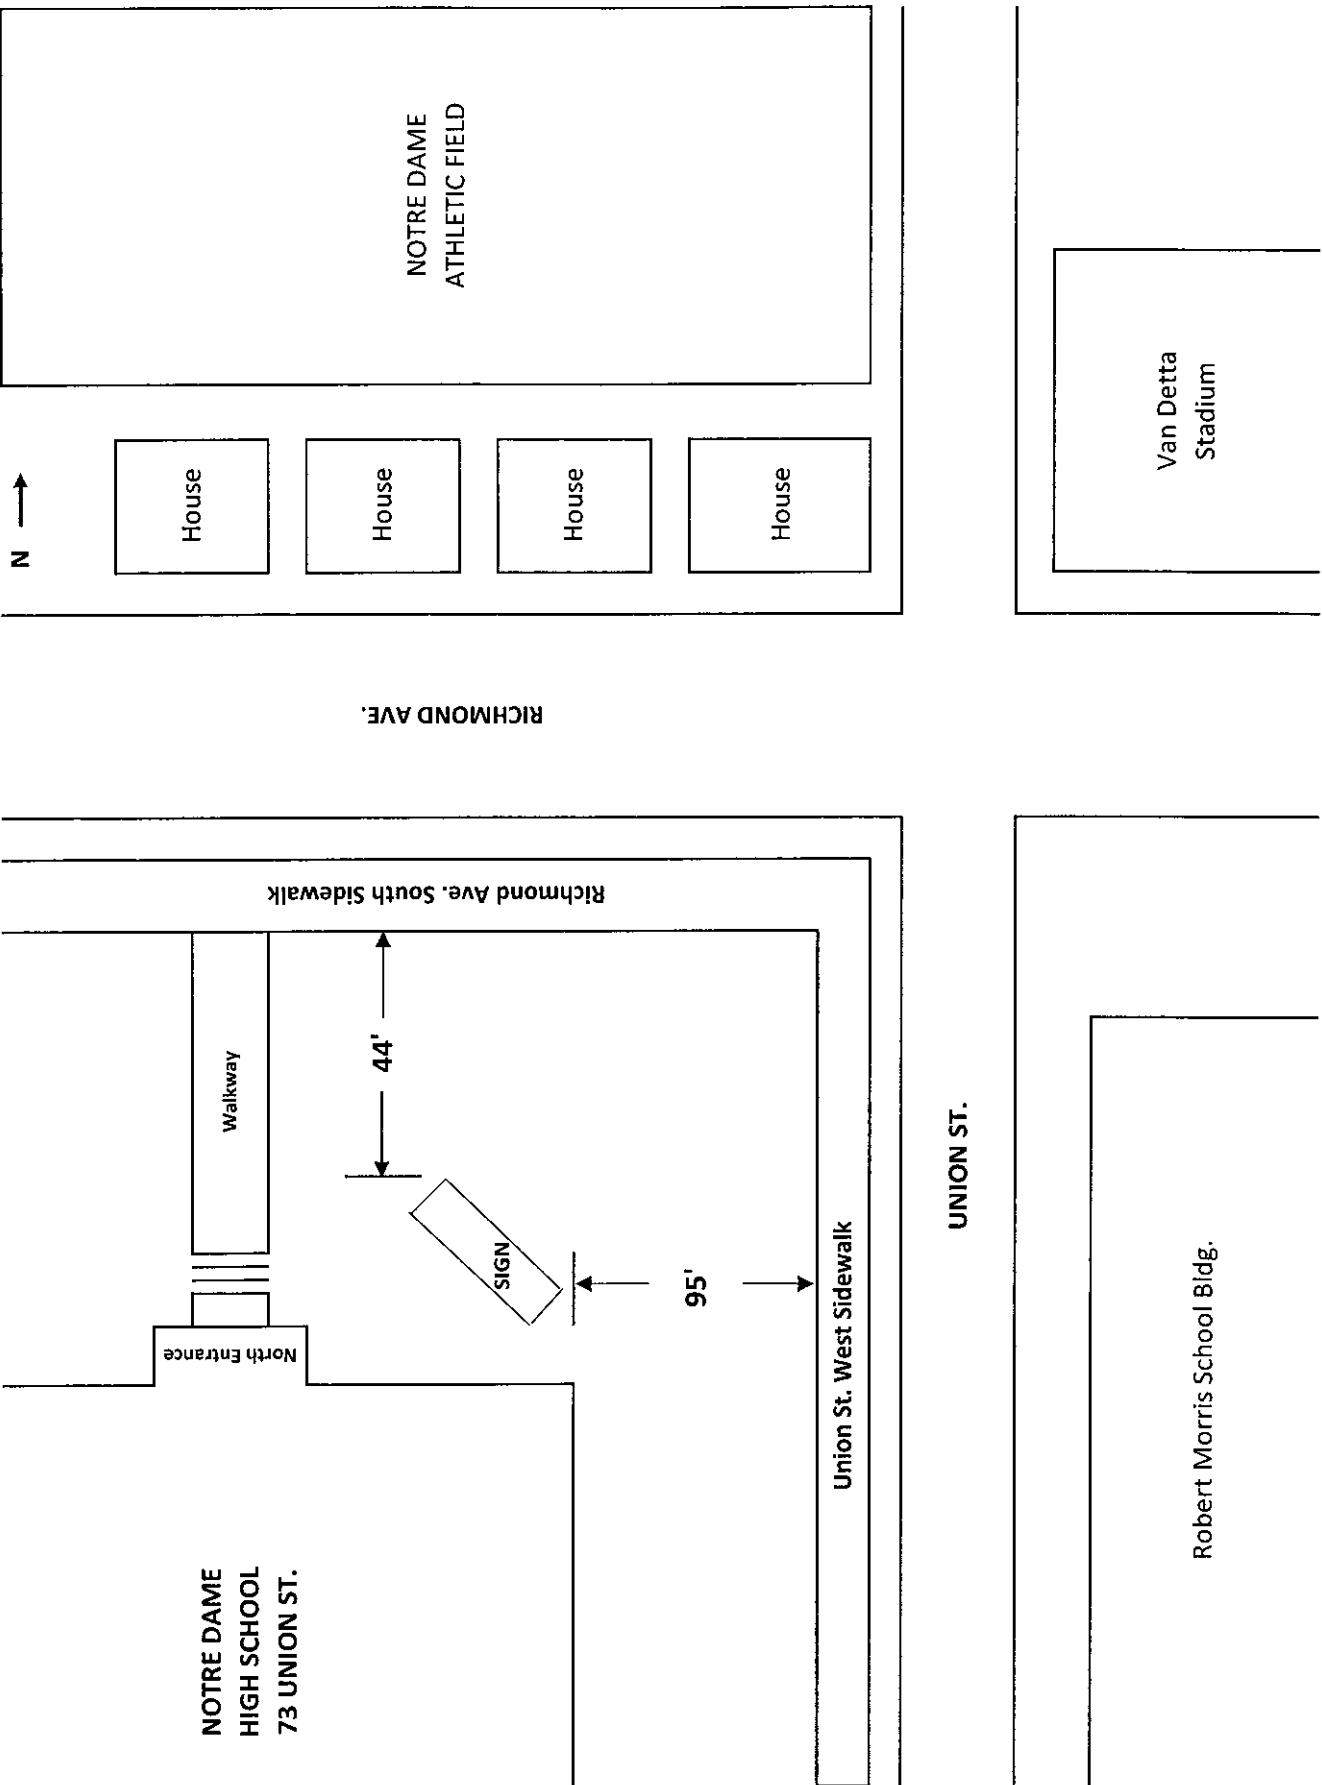 N
NOTRE DAME
ATHLETIC FIELD
House
House
House
House
Van Detta
Stadium
RICHMOND AVE.
Richmond Ave. South Sidewalk
Walkway
44'
SIGN
95'
North Entrance
Union St. West Sidewalk
UNION ST.
NOTRE DAME
HIGH SCHOOL
73 UNION ST.
Robert Morris School Bldg.